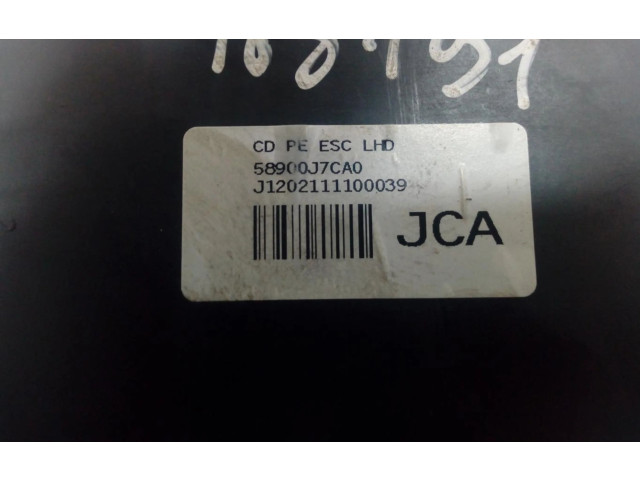 CD PE ESC LHD
58900J7CA0
J1202111100039
JCA